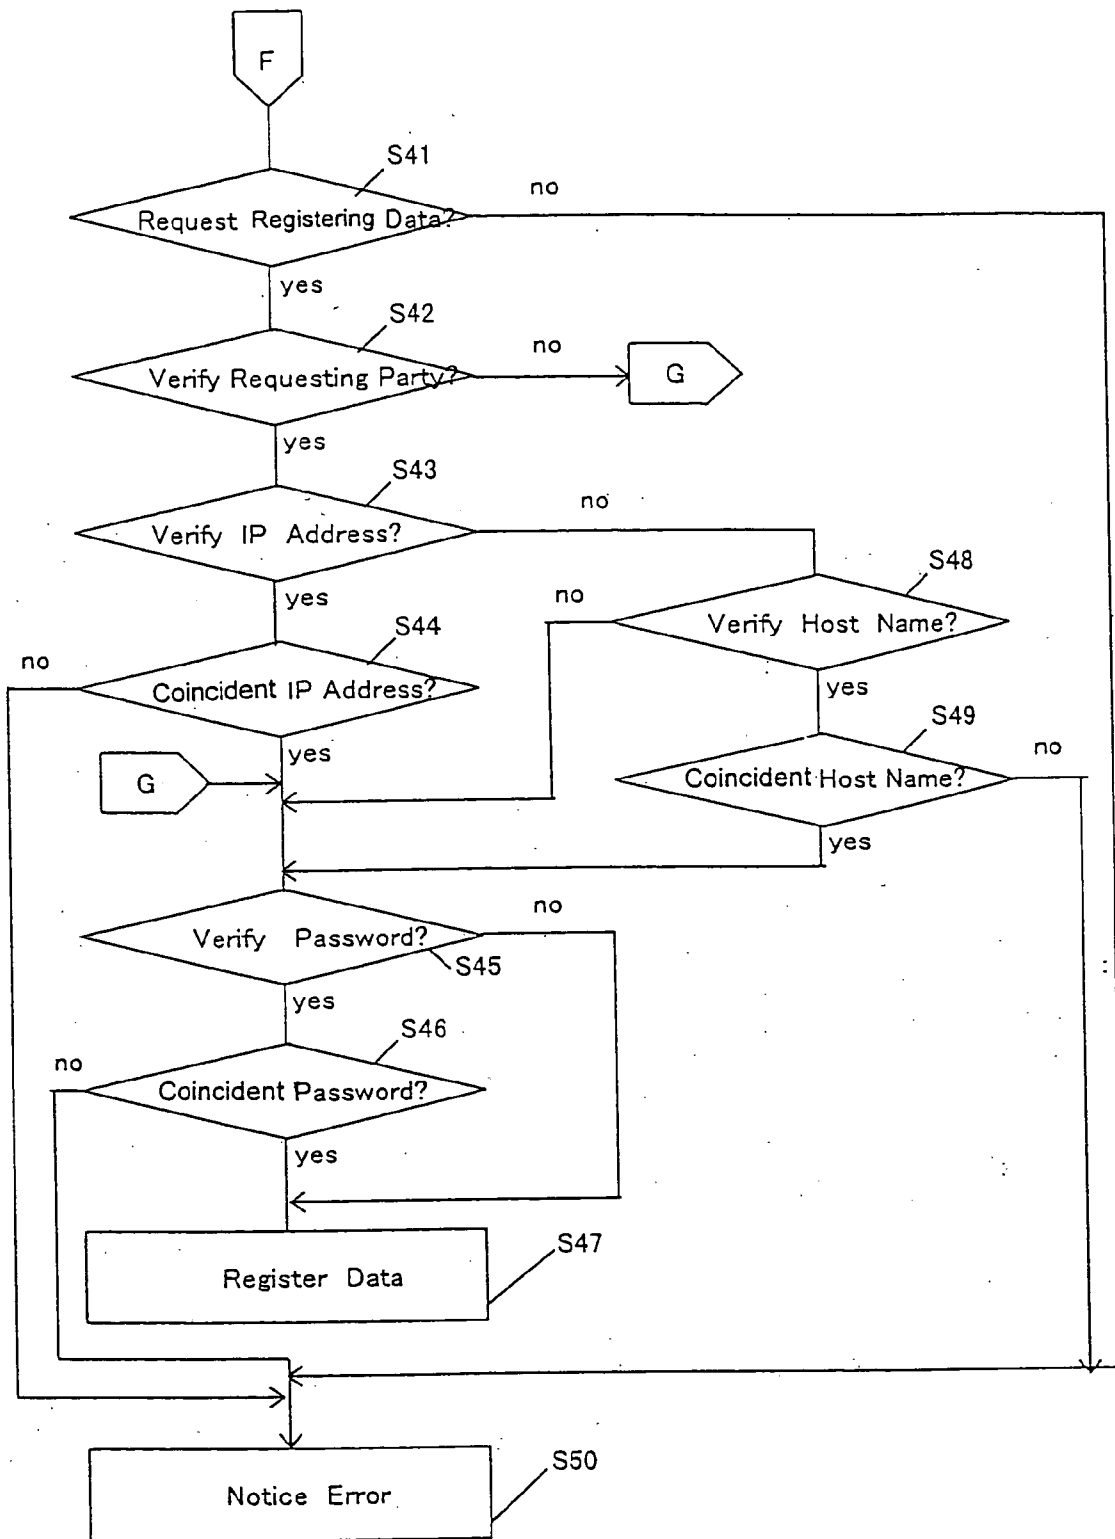 F
S41
no
Request Registering Data?
yes
S42
no
Verify Requesting Party?
G
yes
S43
no
Verify IP Address?
yes
S48
no
Verify Host Name?
S44
no
Coincident IP Address?
yes
S49
no
yes
G
Coincident Host Name?
yes
no
Verify Password?
S45
yes
S46
no
Coincident Password?
yes
S47
Register Data
S50
Notice Error